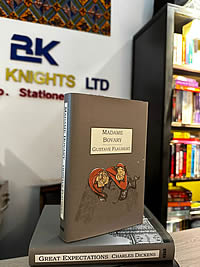 BK
KNIGHTS LTD
p. Statione
MADAME
BOVARY
GUSTAVE FLAUBERT
GREAT EXPECTATIONS CHARLES DICKENS